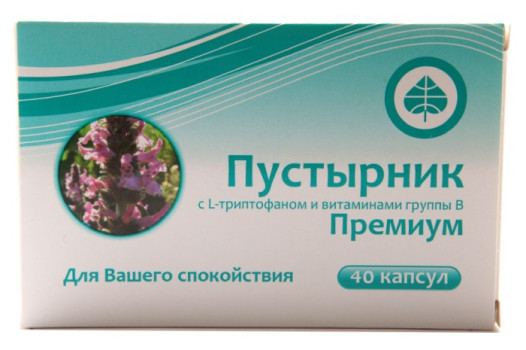 Пустырник
с L-триптофаном и витаминами группы В
Премиум
Для Вашего спокойствия
40 капсул